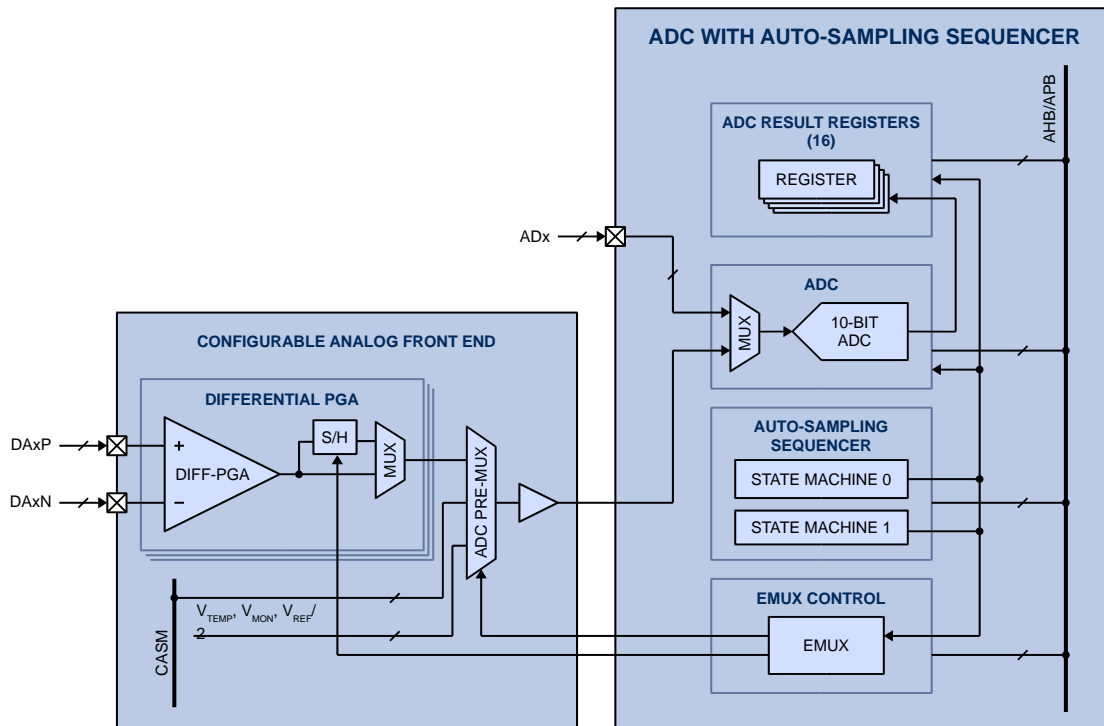 ADC WITH AUTO-SAMPLING SEQUENCER
AHB/APB
ADC RESULT REGISTERS
(16)
REGISTER
ADx
ADC
MUX
10-BIT
ADC
CONFIGURABLE ANALOG FRONT END
DIFFERENTIAL PGA
DAxP
DAxN
+
−
DIFF-PGA
S/H
MUX
ADC PRE-MUX
AUTO-SAMPLING
SEQUENCER
STATE MACHINE 0
STATE MACHINE 1
CASM
VTEMP, VMON, VREF/
2
EMUX CONTROL
EMUX